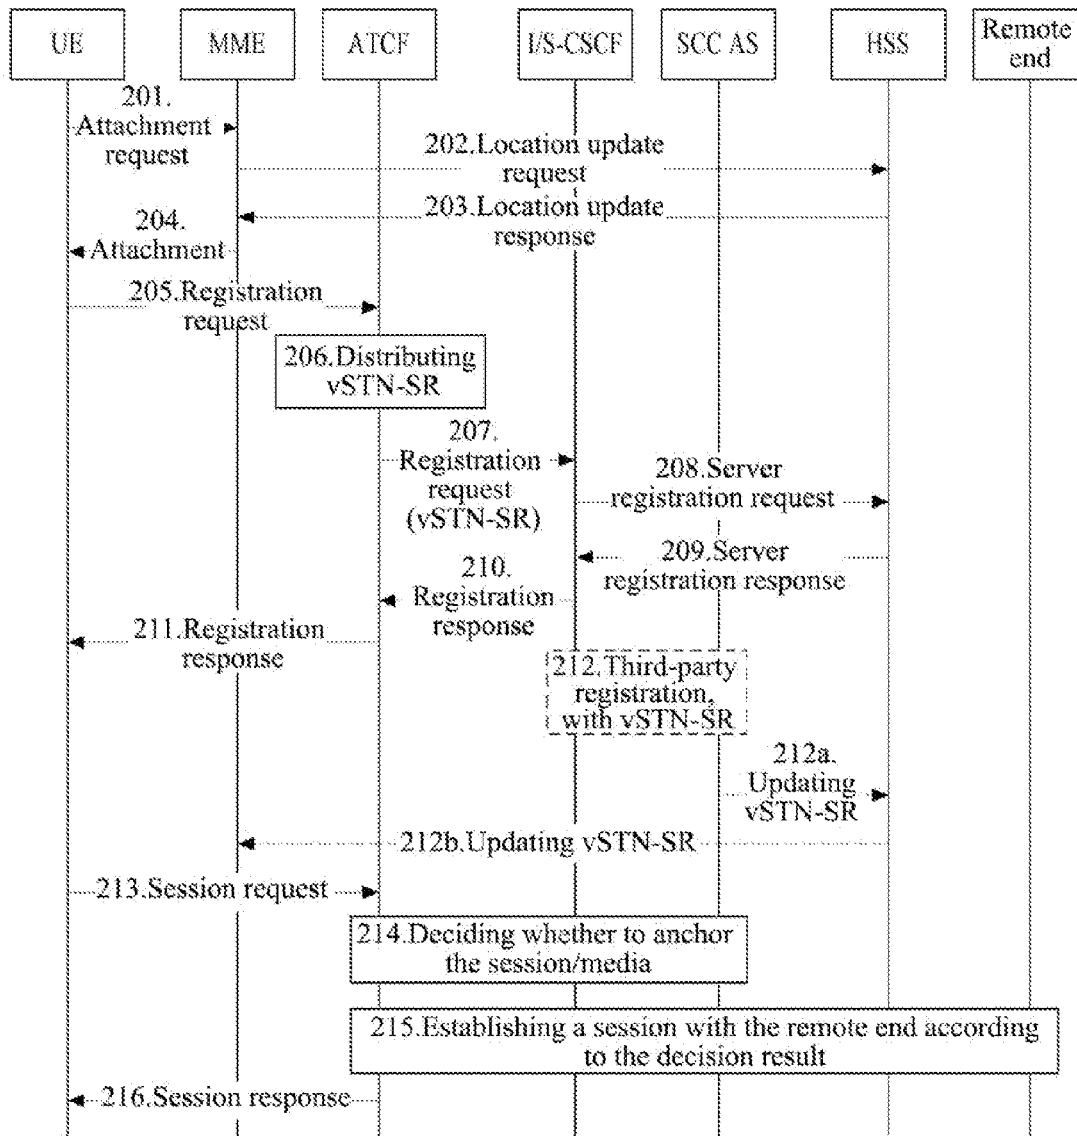 UE
MME
ATCF
I/S-CSCF
SCC AS
HSS
Remote
end
201.
Attachment
request
202.Location update
request
203.Location update
response
204.
Attachment
205.Registration
request
206.Distributing
vSTN-SR
207.
Registration
request
(vSTN-SR)
208.Server
registration request
209.Server
registration response
210.
Registration
response
211.Registration
response
212.Third-party
registration,
with vSTN-SR
212a.
Updating
vSTN-SR
212b.Updating vSTN-SR
213.Session request
214.Deciding whether to anchor
the session/media
215.Establishing a session with the remote end according
to the decision result
216.Session response